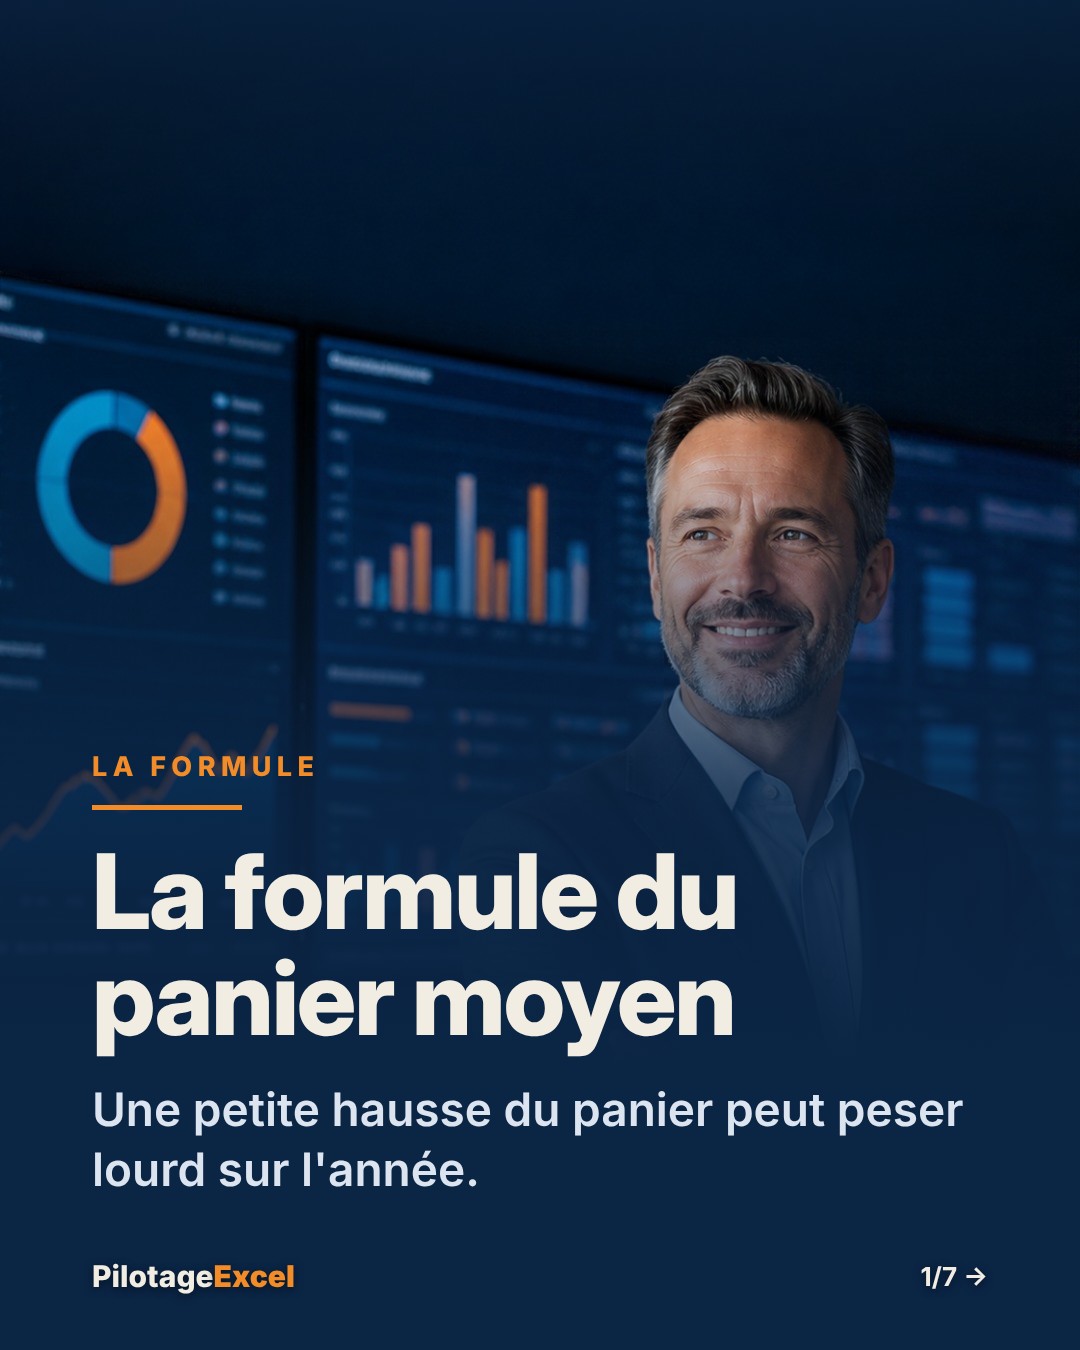 LA FORMULE
La formule du
panier moyen
Une petite hausse du panier peut peser
lourd sur l'année.
PilotageExcel
1/7 →